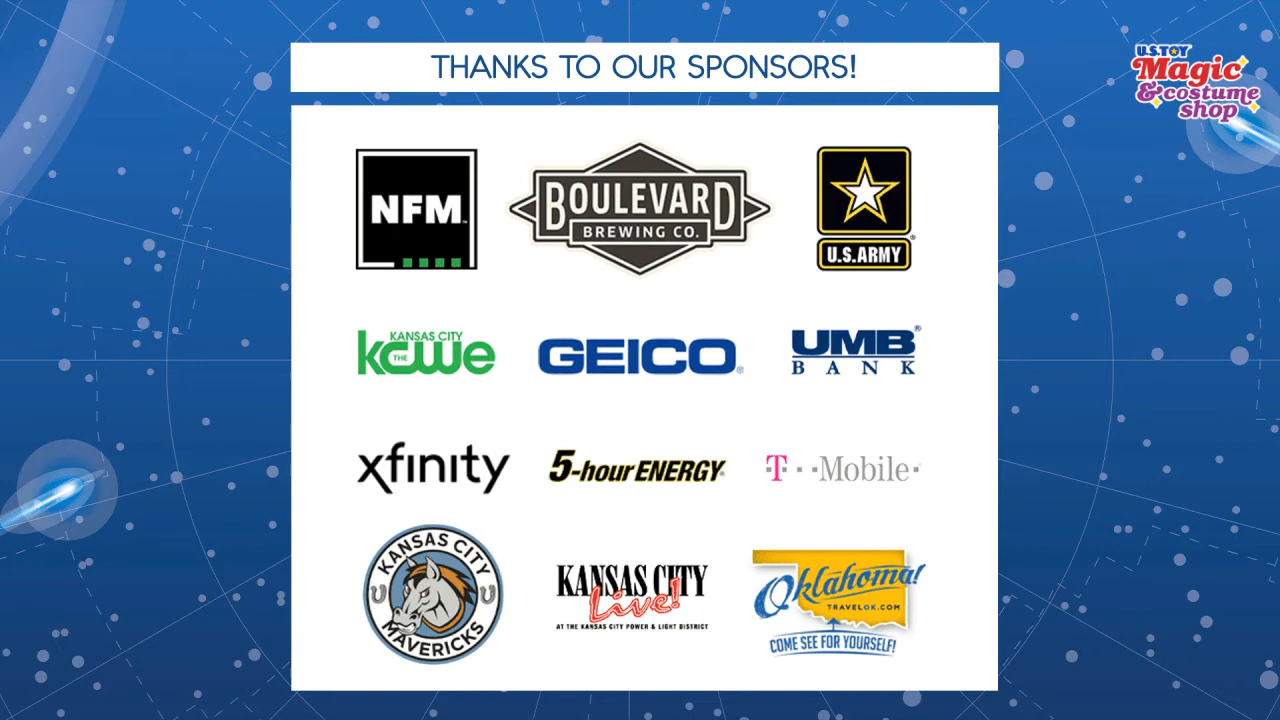 THANKS TO OUR SPONSORS!
U.S.TOY
Magic
& costume
shop
NFM™
BOULEVARD
BREWING CO.
U.S.ARMY®
KANSAS CITY
THE
kcwe
GEICO®
UMB®
BANK
xfinity
5-hour ENERGY®
T··Mobile·
KANSAS CITY
MAVERICKS
KANSAS CITY
Live!
AT THE KANSAS CITY POWER & LIGHT DISTRICT
Oklahoma!
TRAVELOK.COM
COME SEE FOR YOURSELF!